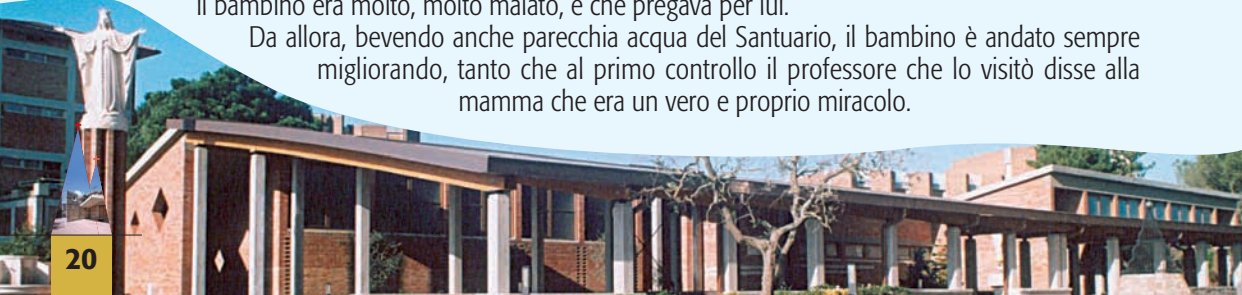 Il bambino era molto, molto malato, e che pregava per lui.
Da allora, bevendo anche parecchia acqua del Santuario, il bambino è andato sempre
migliorando, tanto che al primo controllo il professore che lo visitò disse alla
mamma che era un vero e proprio miracolo.
20